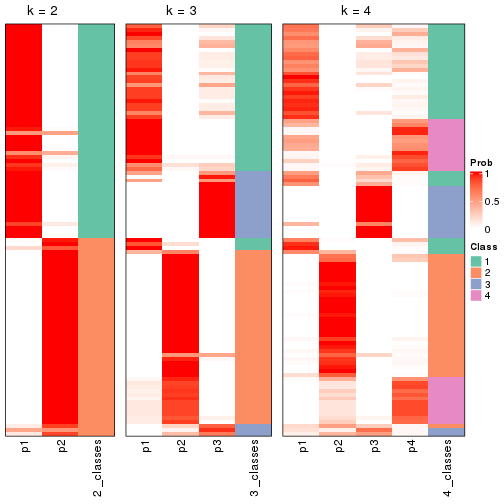 k = 2
k = 3
k = 4
Prob
1
0.5
0
Class
1
2
3
4
p1
p2
2_classes
p1
p2
p3
3_classes
p1
p2
p3
p4
4_classes